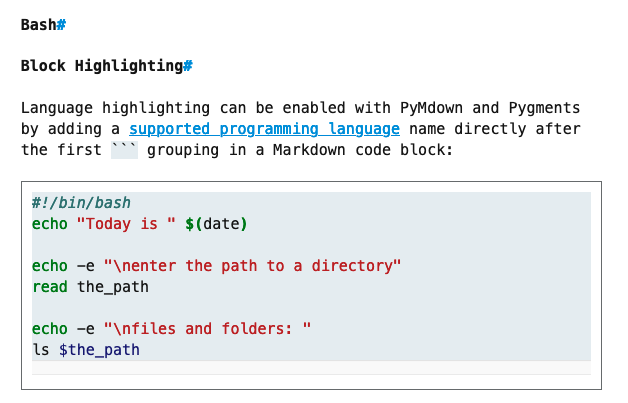 Bash#
Block Highlighting#
Language highlighting can be enabled with PyMdown and Pygments
by adding a supported programming language name directly after
the first ``` grouping in a Markdown code block:
#!/bin/bash
echo "Today is " $(date)
echo -e "\nenter the path to a directory"
read the_path
echo -e "\nfiles and folders: "
ls $the_path